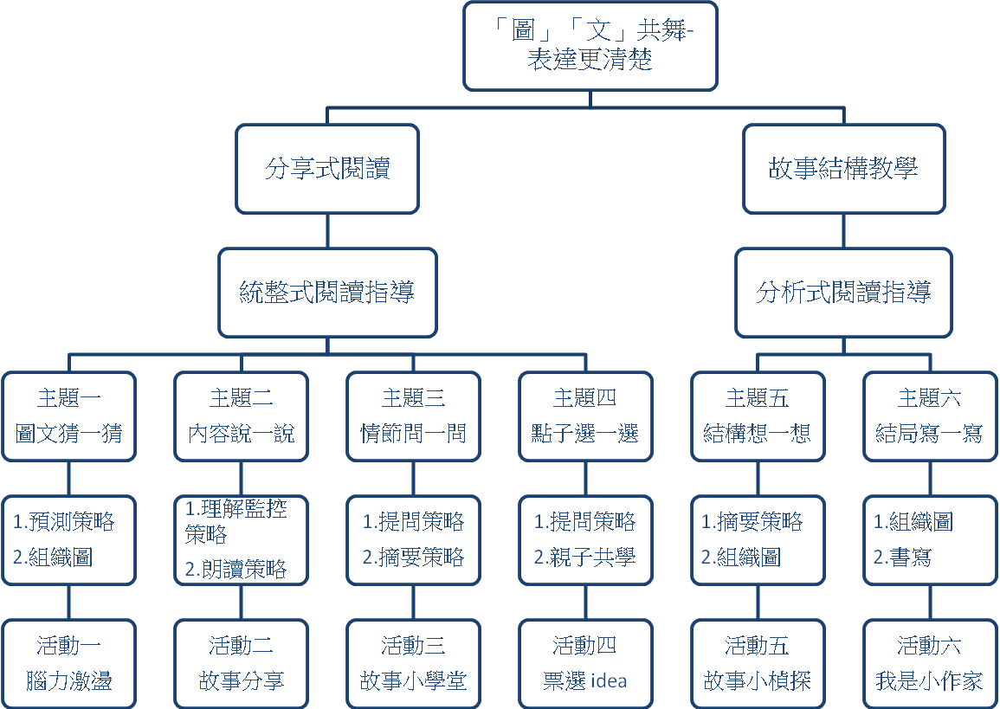 「圖」「文」共舞-
表達更清楚
分享式閱讀
故事結構教學
統整式閱讀指導
分析式閱讀指導
主題一
圖文猜一猜
主題二
內容說一說
主題三
情節問一問
主題四
點子選一選
主題五
結構想一想
主題六
結局寫一寫
1.預測策略
2.組織圖
1.理解監控
策略
2.朗讀策略
1.提問策略
2.摘要策略
1.提問策略
2.親子共學
1.摘要策略
2.組織圖
1.組織圖
2.書寫
活動一
腦力激盪
活動二
故事分享
活動三
故事小學堂
活動四
票選 idea
活動五
故事小楨探
活動六
我是小作家